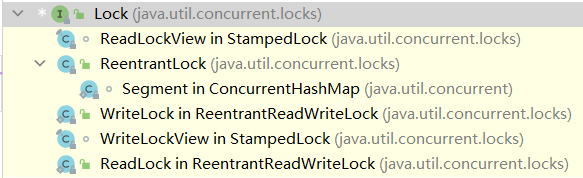 Lock (java.util.concurrent.locks)
ReadLockView in StampedLock (java.util.concurrent.locks)
ReentrantLock (java.util.concurrent.locks)
Segment in ConcurrentHashMap (java.util.concurrent)
WriteLock in ReentrantReadWriteLock (java.util.concurrent.locks)
WriteLockView in StampedLock (java.util.concurrent.locks)
ReadLock in ReentrantReadWriteLock (java.util.concurrent.locks)